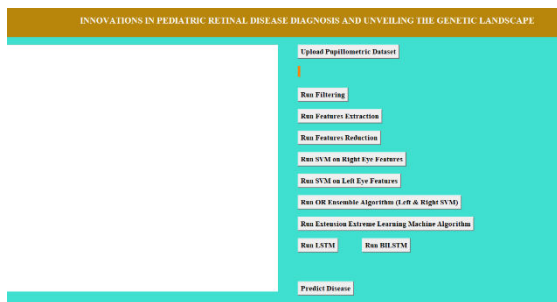 INNOVATIONS IN PEDIATRIC RETINAL DISEASE DIAGNOSIS AND UNVEILING THE GENETIC LANDSCAPE
Upload Pupillometric Dataset
Run Filtering
Run Features Extraction
Run Features Reduction
Run SVM on Right Eye Features
Run SVM on Left Eye Features
Run OR Ensemble Algorithm (Left & Right SVM)
Run Extension Extreme Learning Machine Algorithm
Run LSTM Run BILSTM
Predict Disease